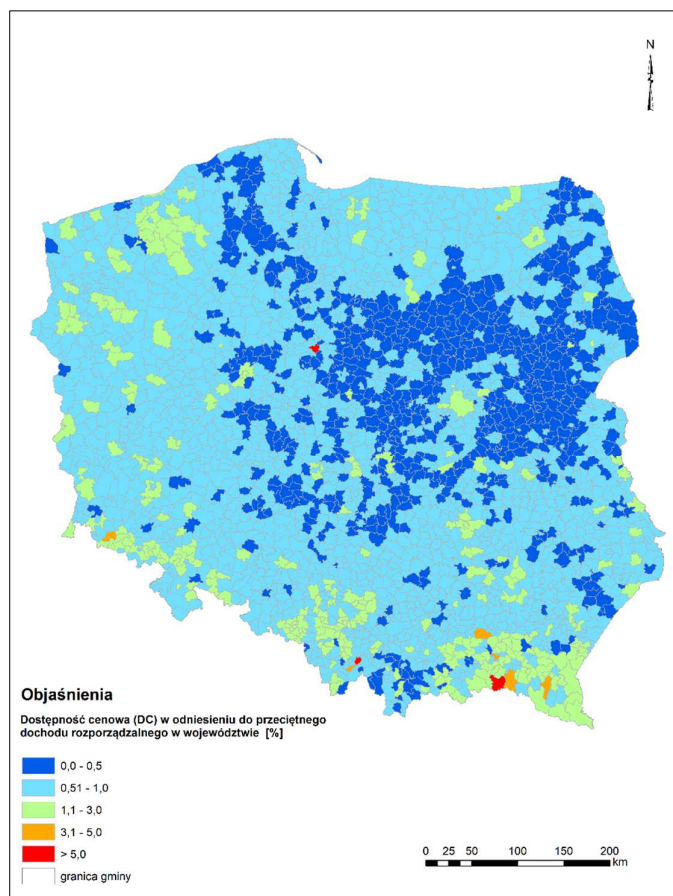 N
Objaśnienia
Dostępność cenowa (DC) w odniesieniu do przeciętnego
dochodu rozporządzalnego w województwie [%]
0,0 - 0,5
0,51 - 1,0
1,1 - 3,0
3,1 - 5,0
> 5,0
granica gminy
0 25 50 100 150 200
km